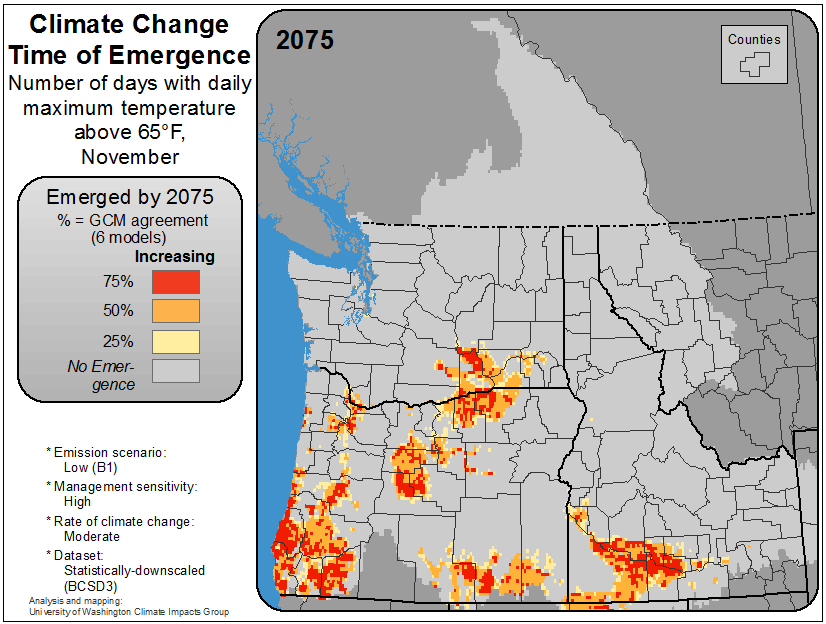 Climate Change
Time of Emergence
Number of days with daily
maximum temperature
above 65°F,
November
Emerged by 2075
% = GCM agreement
(6 models)
Increasing
75%
50%
25%
No Emer-
gence
* Emission scenario:
Low (B1)
* Management sensitivity:
High
* Rate of climate change:
Moderate
* Dataset:
Statistically-downscaled
(BCSD3)
Analysis and mapping:
University of Washington Climate Impacts Group
2075
Counties